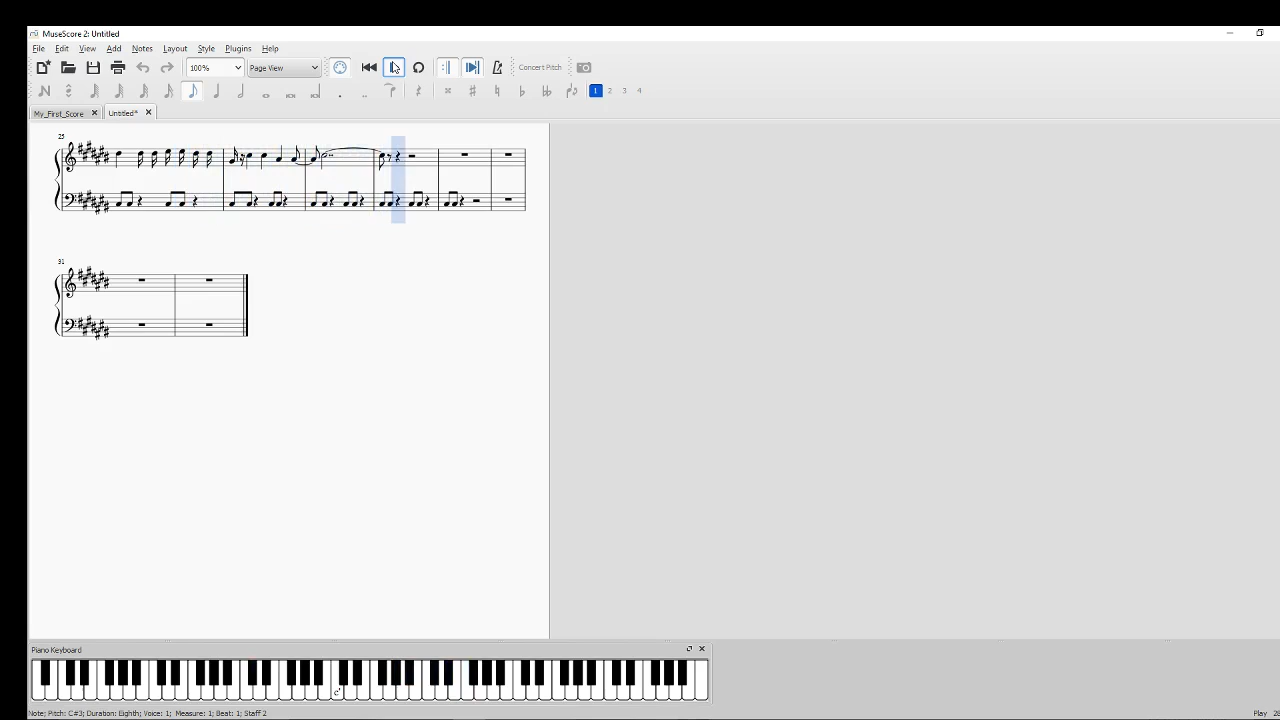 MuseScore 2: Untitled
File Edit View Add Notes Layout Style Plugins Help
100% Page View Concert Pitch
1 2 3 4
My_First_Score Untitled*
25
31
Piano Keyboard
c'
Note; Pitch: C#3; Duration: Eighth; Voice: 1; Measure: 1; Beat: 1; Staff 2 Play